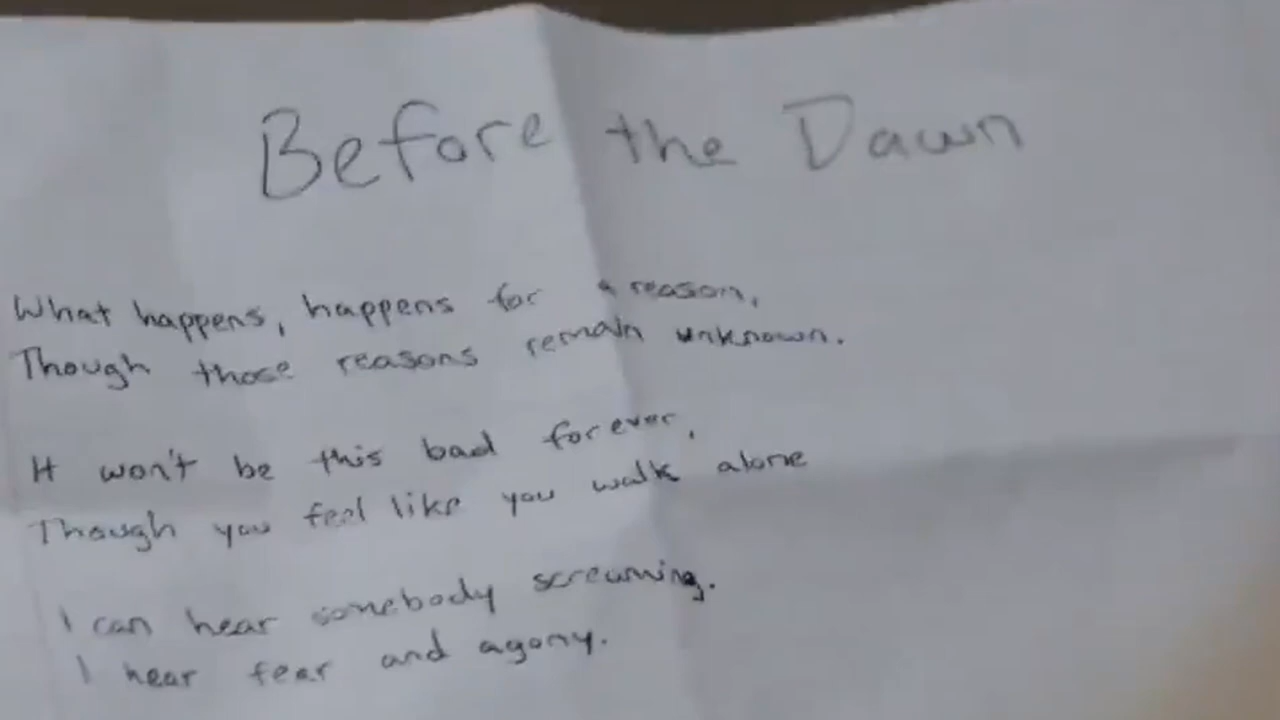 Before the Dawn
What happens, happens for a reason,
Though those reasons remain unknown.
It won't be this bad forever,
Though you feel like you walk alone
I can hear somebody screaming.
I hear fear and agony.